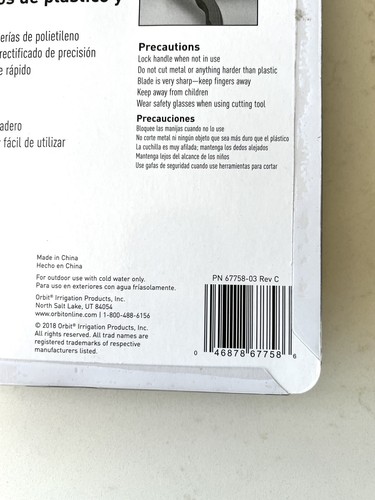 de plástico y
erías de polietileno
rectificado de precisión
rápido
adero
fácil de utilizar
Precautions
Lock handle when not in use
Do not cut metal or anything harder than plastic
Blade is very sharp—keep fingers away
Keep away from children
Wear safety glasses when using cutting tool
Precauciones
Bloquee las manijas cuando no lo use
No corte metal ni ningún objeto que sea más duro que el plástico
La cuchilla es muy afilada; mantenga los dedos alejados
Mantenga lejos del alcance de los niños
Use gafas de seguridad cuando use herramientas para cortar
Made in China
Hecho en China
For outdoor use with cold water only.
Para uso en exteriores con agua fríasolamente.
Orbit® Irrigation Products, Inc.
North Salt Lake, UT 84054
www.orbitonline.com | 1-800-488-6156
© 2018 Orbit® Irrigation Products, Inc.
All rights reserved. All trad names are
registered trademarks of respective
manufacturers listed.
PN 67758-03 Rev C
0 46878 67758 6